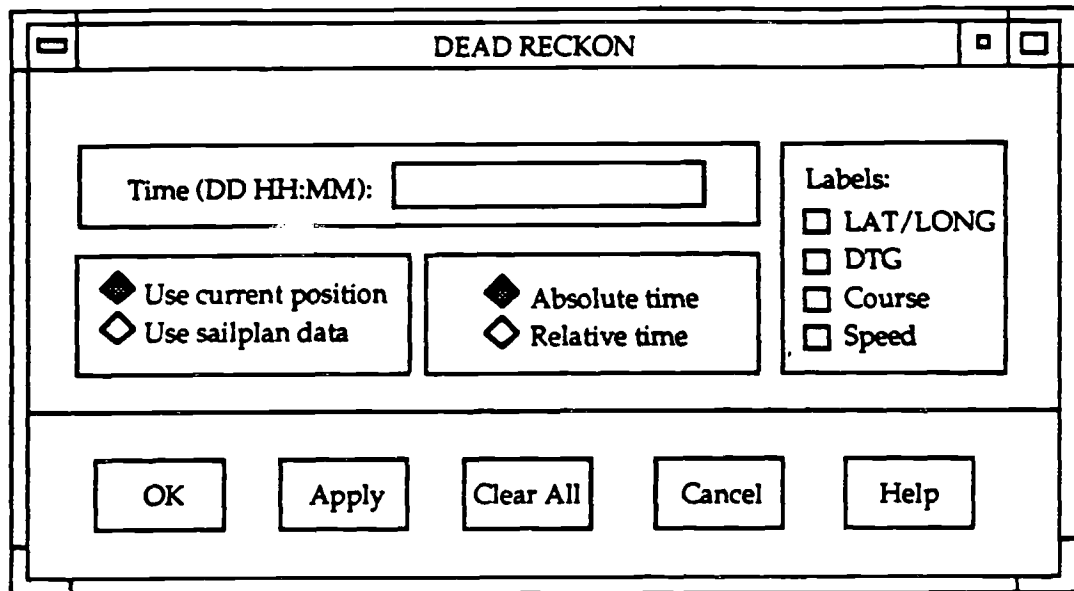 DEAD RECKON
Time (DD HH:MM):
Labels:
LAT/LONG
DTG
Course
Speed
Use current position
Use sailplan data
Absolute time
Relative time
OK
Apply
Clear All
Cancel
Help